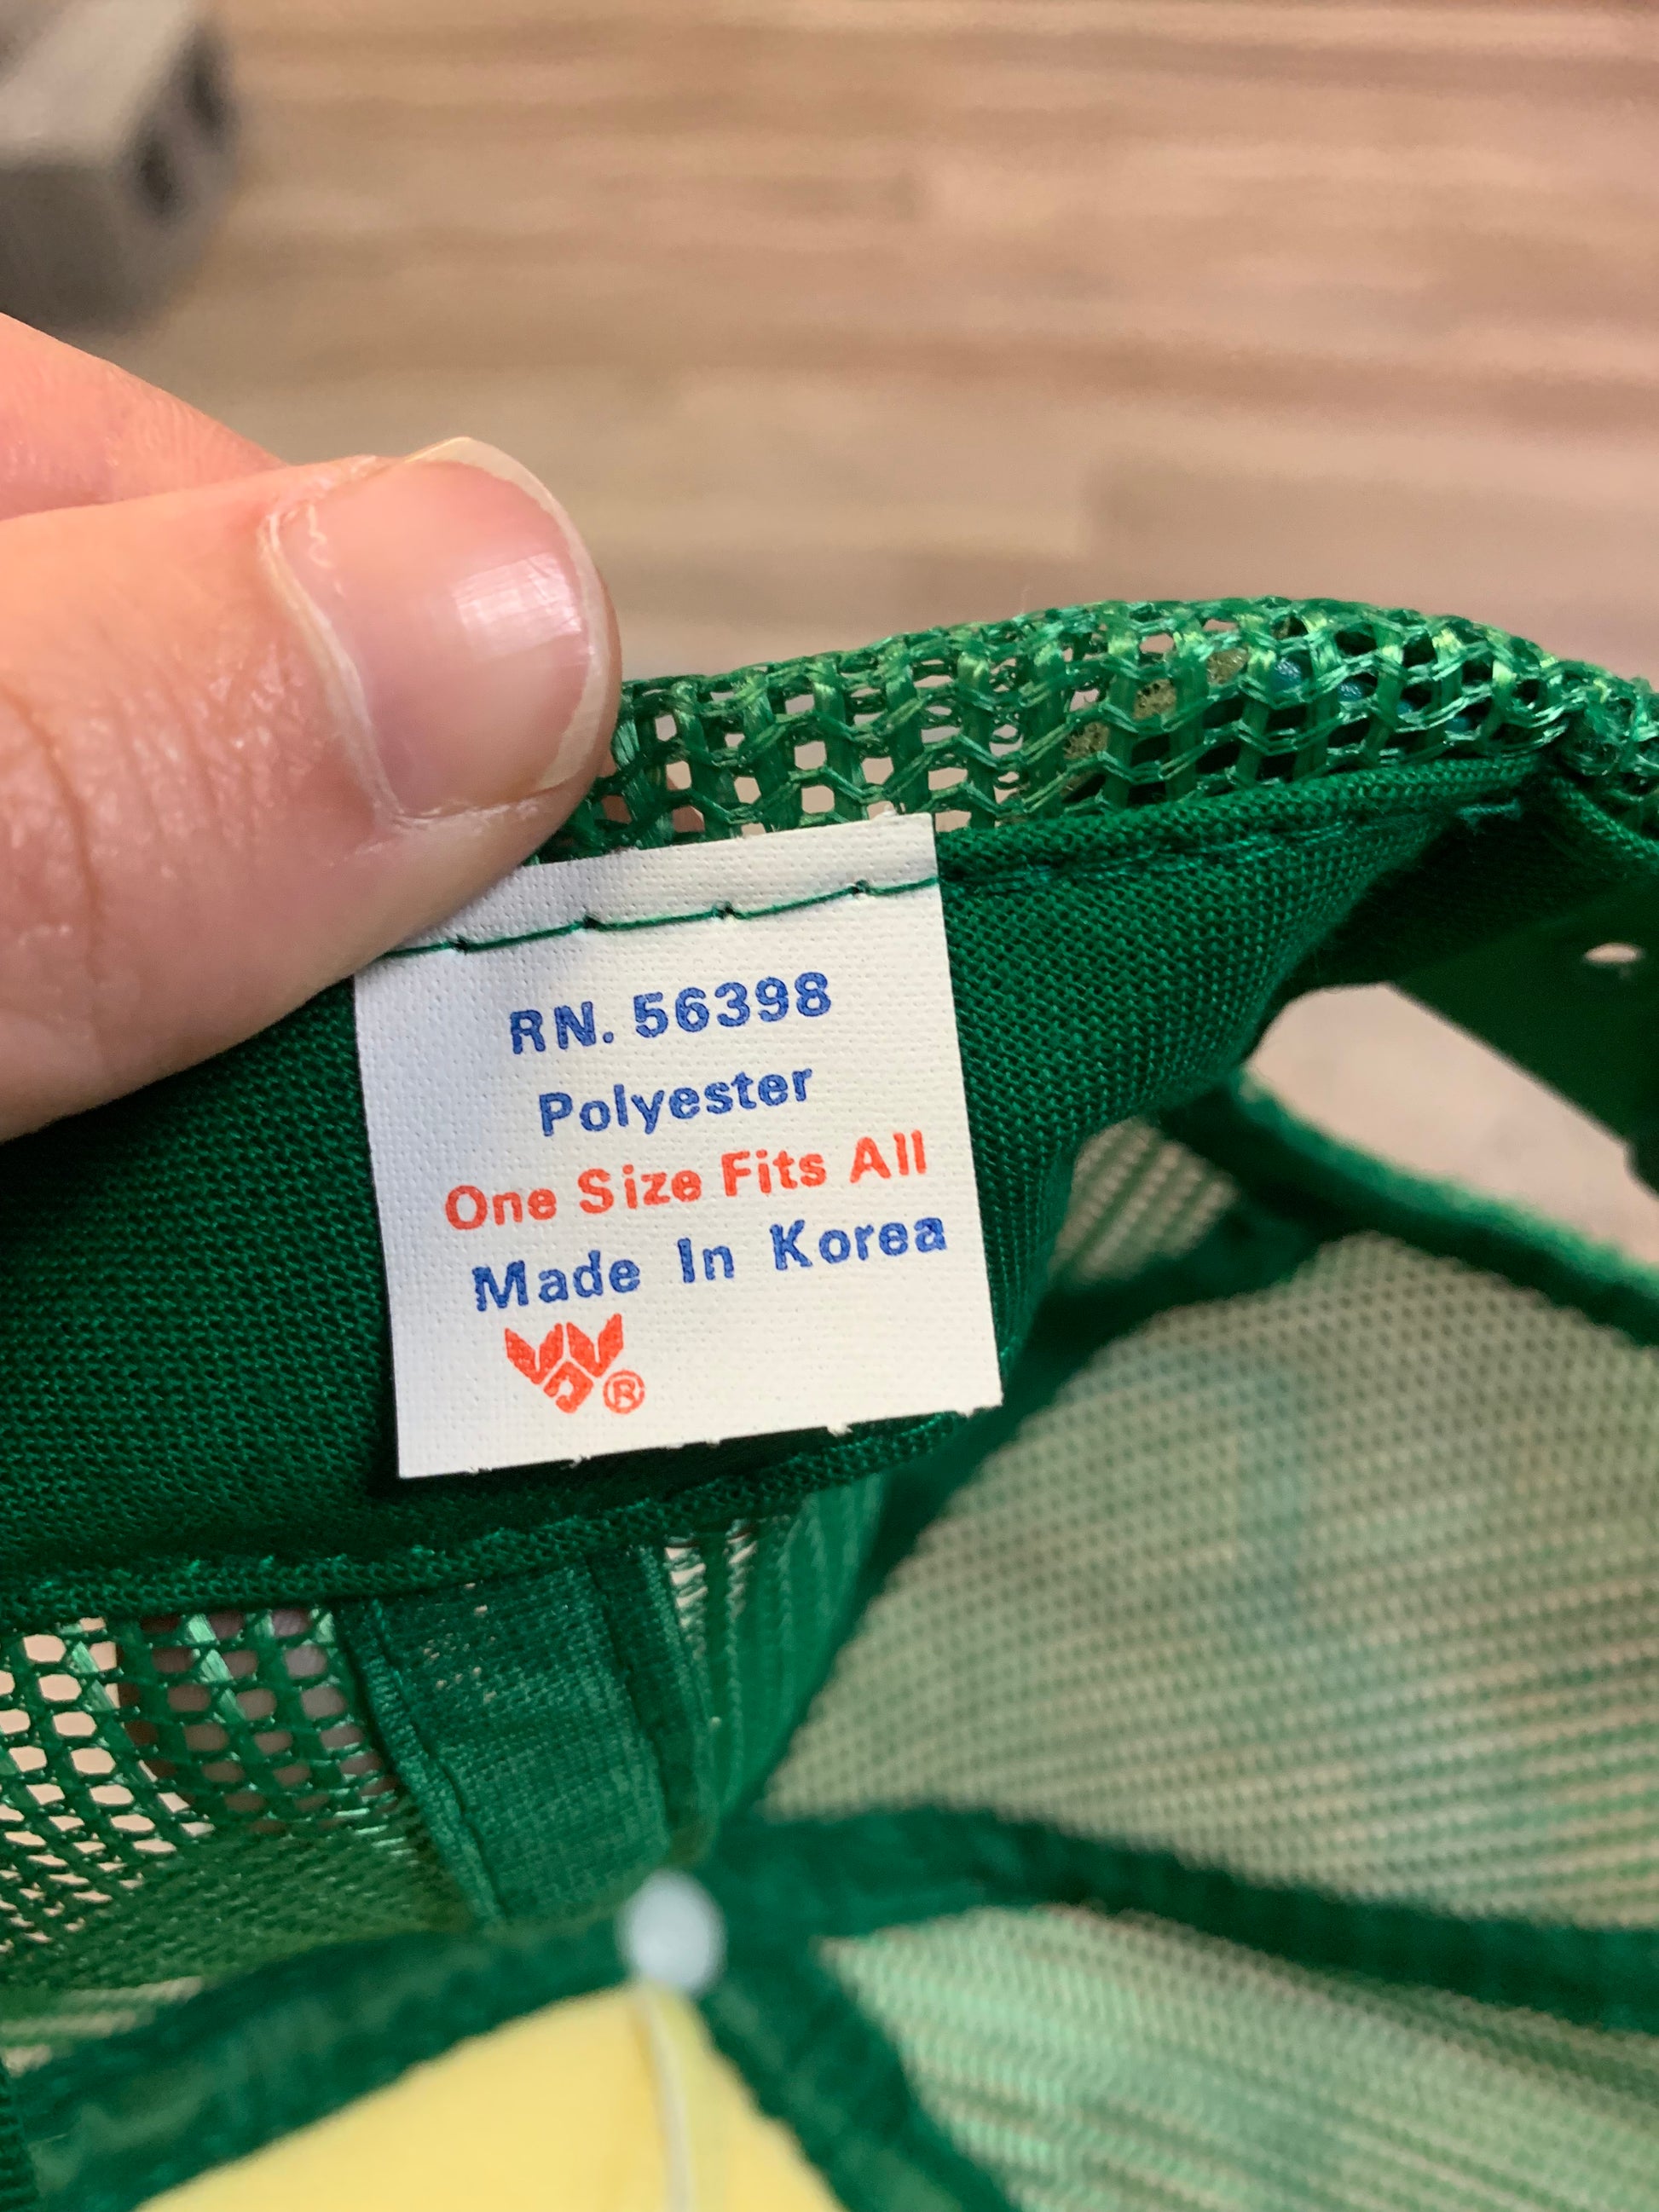 RN. 56398
Polyester
One Size Fits All
Made In Korea
®